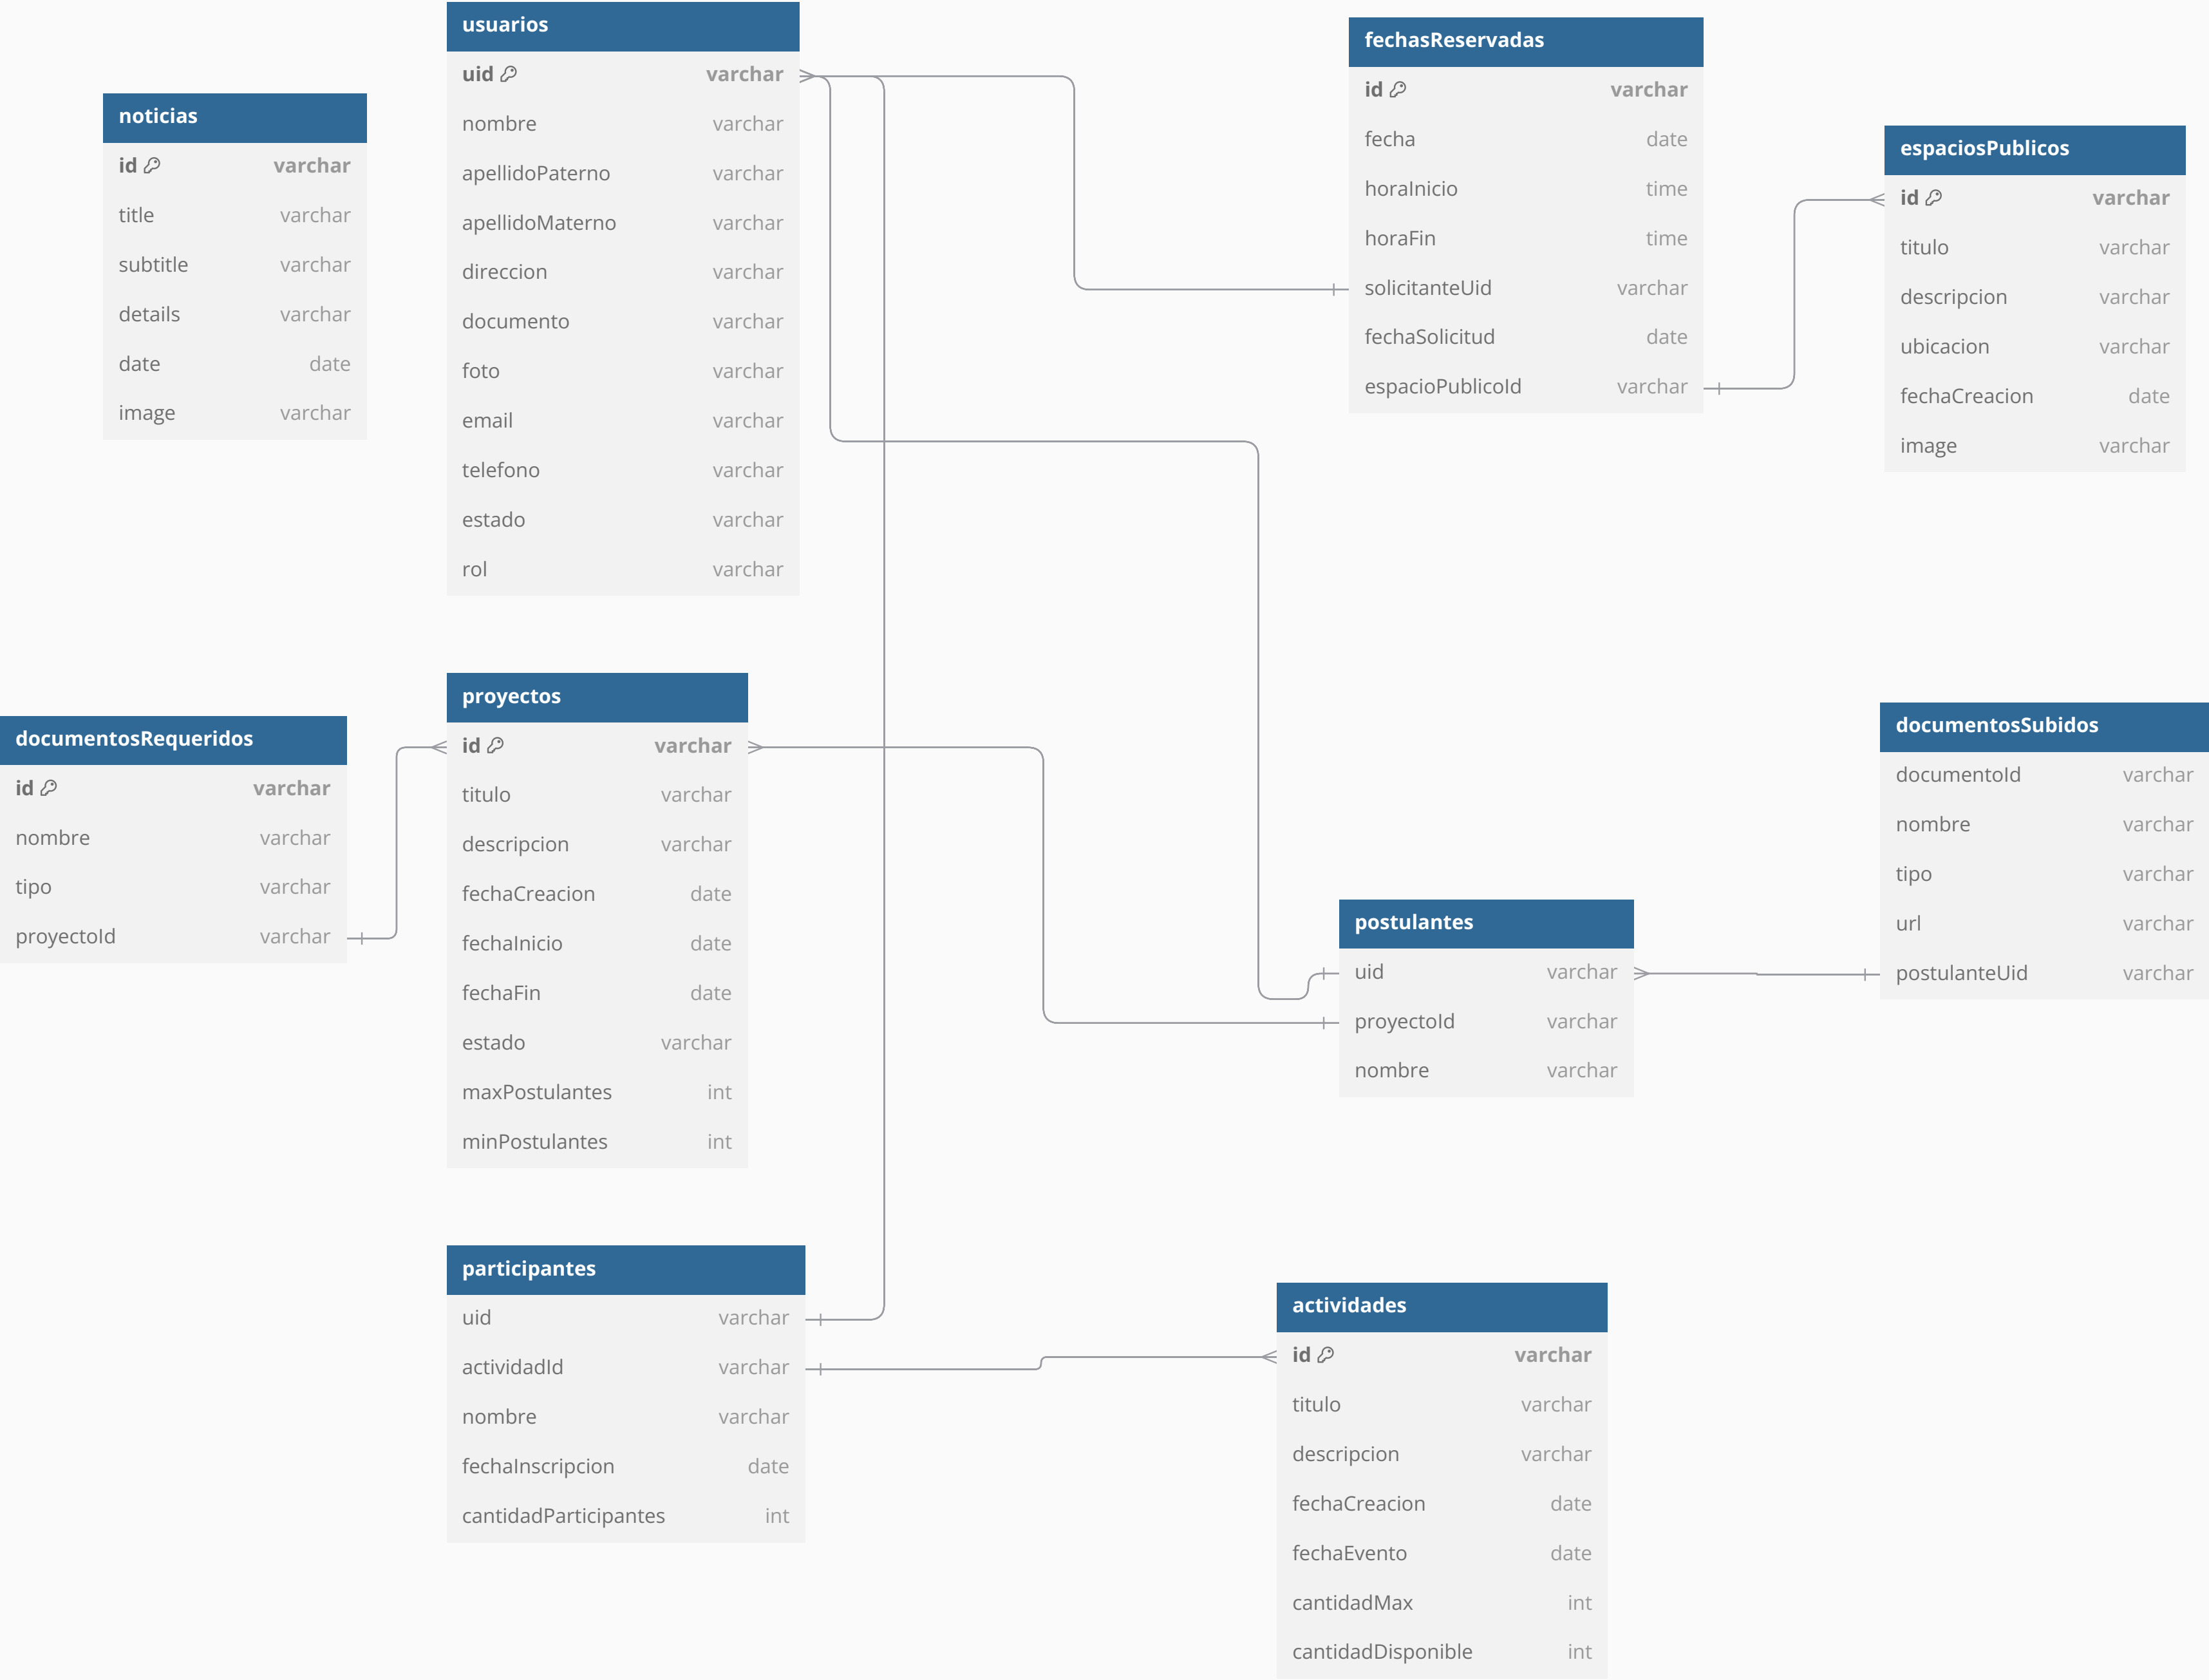 noticias
id varchar
title varchar
subtitle varchar
details varchar
date date
image varchar
usuarios
uid varchar
nombre varchar
apellidoPaterno varchar
apellidoMaterno varchar
direccion varchar
documento varchar
foto varchar
email varchar
telefono varchar
estado varchar
rol varchar
fechasReservadas
id varchar
fecha date
horaInicio time
horaFin time
solicitanteUid varchar
fechaSolicitud date
espacioPublicoId varchar
espaciosPublicos
id varchar
titulo varchar
descripcion varchar
ubicacion varchar
fechaCreacion date
image varchar
documentosRequeridos
id varchar
nombre varchar
tipo varchar
proyectoId varchar
proyectos
id varchar
titulo varchar
descripcion varchar
fechaCreacion date
fechaInicio date
fechaFin date
estado varchar
maxPostulantes int
minPostulantes int
postulantes
uid varchar
proyectoId varchar
nombre varchar
documentosSubidos
documentoId varchar
nombre varchar
tipo varchar
url varchar
postulanteUid varchar
participantes
uid varchar
actividadId varchar
nombre varchar
fechaInscripcion date
cantidadParticipantes int
actividades
id varchar
titulo varchar
descripcion varchar
fechaCreacion date
fechaEvento date
cantidadMax int
cantidadDisponible int